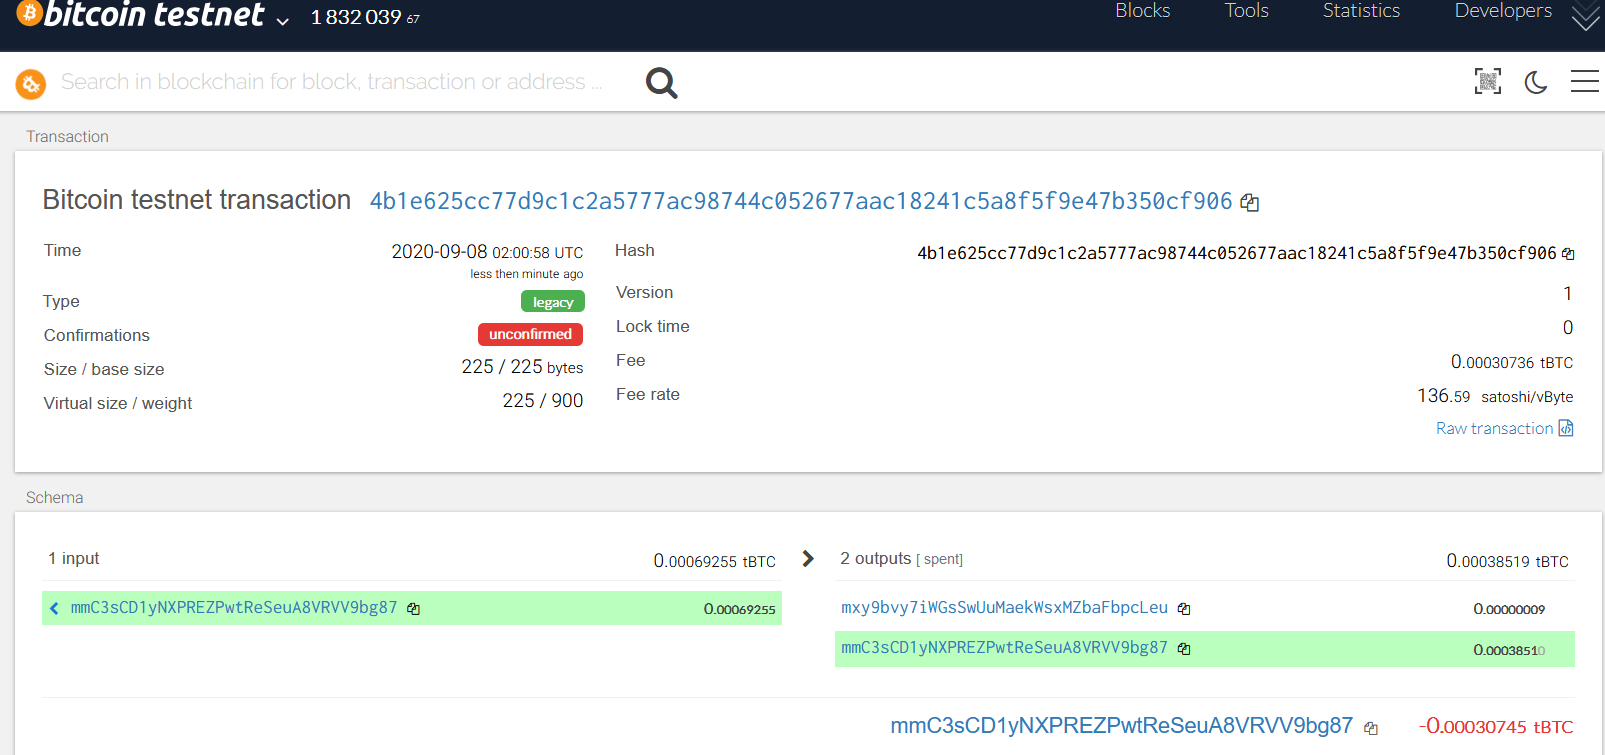 bitcoin testnet 1 832 039 67 Blocks Tools Statistics Developers
Search in blockchain for block, transaction or address ...
Transaction
Bitcoin testnet transaction 4b1e625cc77d9c1c2a5777ac98744c052677aac18241c5a8f5f9e47b350cf906
Time 2020-09-08 02:00:58 UTC
less then minute ago
Type legacy
Confirmations unconfirmed
Size / base size 225 / 225 bytes
Virtual size / weight 225 / 900
Hash 4b1e625cc77d9c1c2a5777ac98744c052677aac18241c5a8f5f9e47b350cf906
Version 1
Lock time 0
Fee 0.00030736 tBTC
Fee rate 136.59 satoshi/vByte
Raw transaction
Schema
1 input 0.00069255 tBTC
mmC3sCD1yNXPREZPwtReSeuA8VRVV9bg87 0.00069255
2 outputs [ spent] 0.00038519 tBTC
mxy9bvy7iWGsSwUuMaekWsxMZbaFbpcLeu 0.00000009
mmC3sCD1yNXPREZPwtReSeuA8VRVV9bg87 0.00038510
mmC3sCD1yNXPREZPwtReSeuA8VRVV9bg87 -0.00030745 tBTC